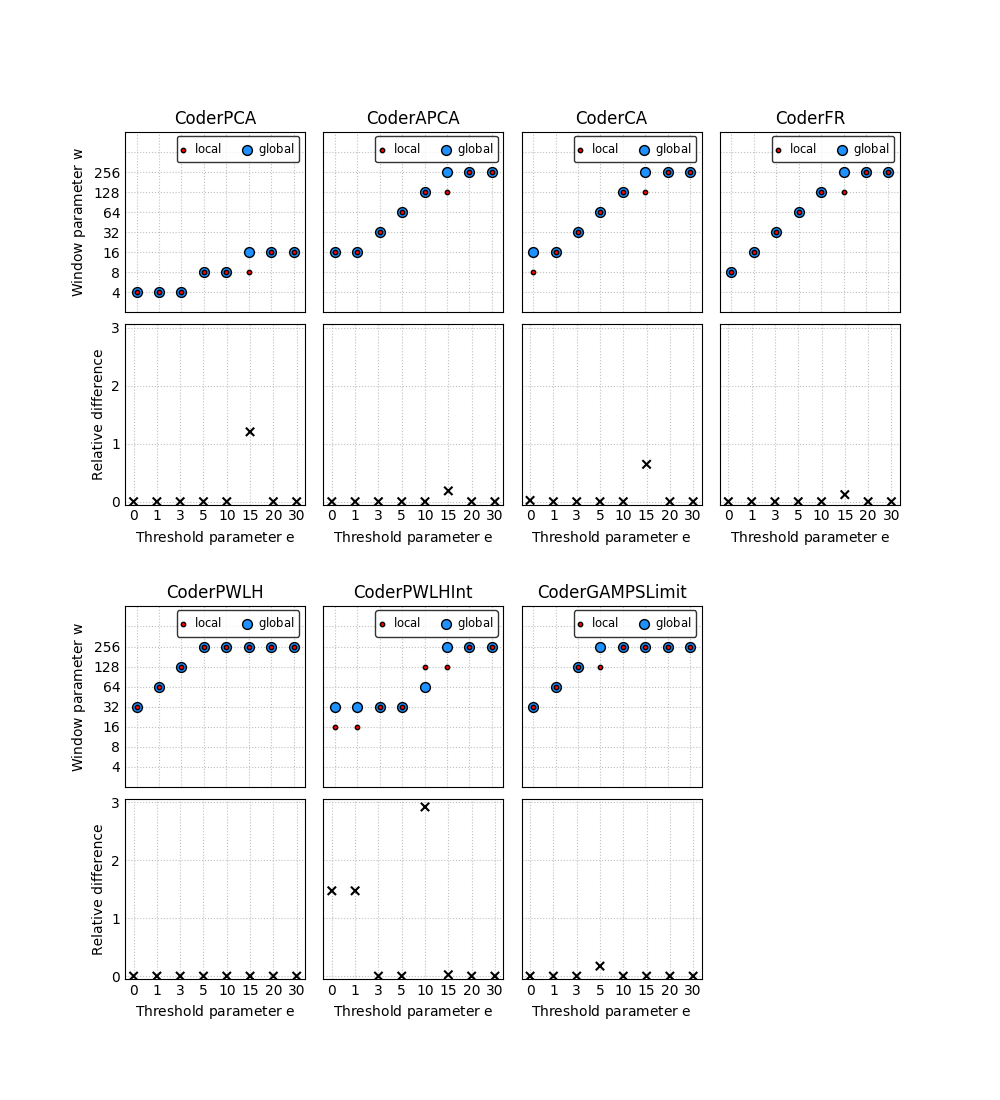 CoderPCA CoderAPCA CoderCA CoderFR
local global local global local global local global
Window parameter w
256
128
64
32
16
8
4
Relative difference
3
2
1
0
0 1 3 5 10 15 20 30 0 1 3 5 10 15 20 30 0 1 3 5 10 15 20 30 0 1 3 5 10 15 20 30
Threshold parameter e Threshold parameter e Threshold parameter e Threshold parameter e
CoderPWLH CoderPWLHInt CoderGAMPSLimit
local global local global local global
Window parameter w
256
128
64
32
16
8
4
Relative difference
3
2
1
0
0 1 3 5 10 15 20 30 0 1 3 5 10 15 20 30 0 1 3 5 10 15 20 30
Threshold parameter e Threshold parameter e Threshold parameter e